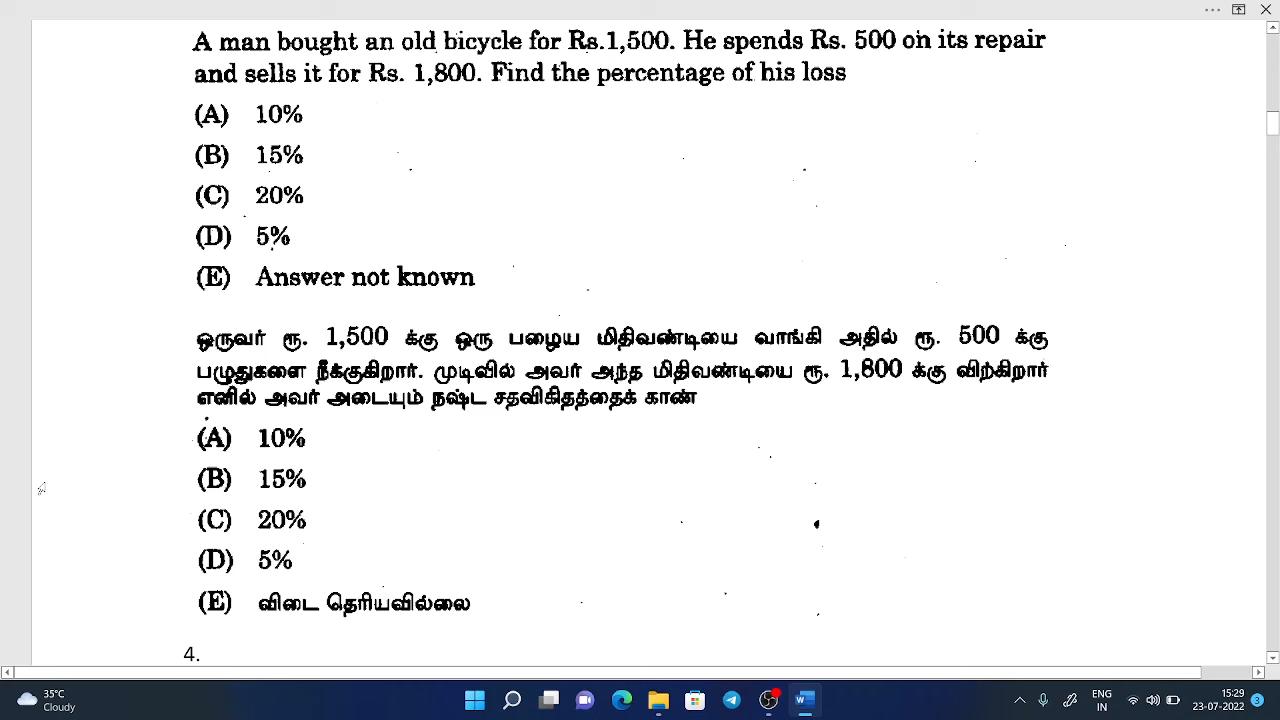 A man bought an old bicycle for Rs.1,500. He spends Rs. 500 on its repair
and sells it for Rs. 1,800. Find the percentage of his loss
(A) 10%
(B) 15%
(C) 20%
(D) 5%
(E) Answer not known
ஒருவர் ரூ. 1,500 க்கு ஒரு பழைய மிதிவண்டியை வாங்கி அதில் ரூ. 500 க்கு
பழுதுகளை நீக்குகிறார். முடிவில் அவர் அந்த மிதிவண்டியை ரூ. 1,800 க்கு விற்கிறார்
எனில் அவர் அடையும் நஷ்ட சதவிகிதத்தைக் காண்
(A) 10%
(B) 15%
(C) 20%
(D) 5%
(E) விடை தெரியவில்லை
4.
35°C
Cloudy
ENG
IN
15:29
23-07-2022
3